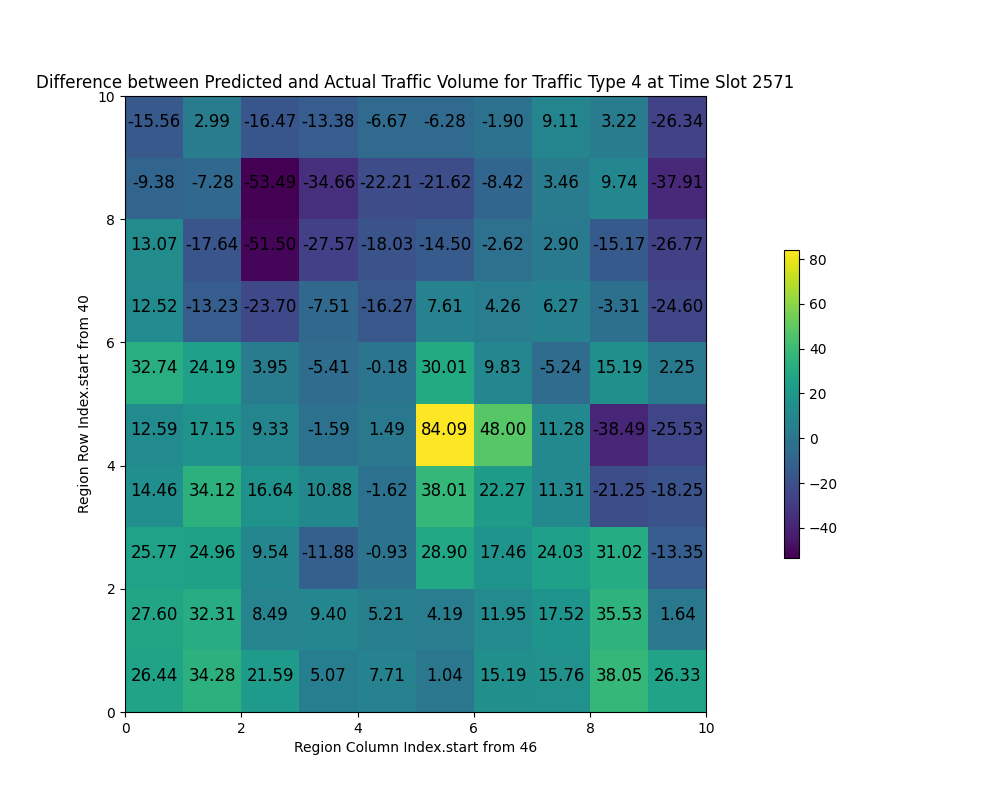 Difference between Predicted and Actual Traffic Volume for Traffic Type 4 at Time Slot 2571
10
-15.56 2.99 -16.47 -13.38 -6.67 -6.28 -1.90 9.11 3.22 -26.34
-9.38 -7.28 -53.49 -34.66 -22.21 -21.62 -8.42 3.46 9.74 -37.91
8
13.07 -17.64 -51.50 -27.57 -18.03 -14.50 -2.62 2.90 -15.17 -26.77
12.52 -13.23 -23.70 -7.51 -16.27 7.61 4.26 6.27 -3.31 -24.60
6
32.74 24.19 3.95 -5.41 -0.18 30.01 9.83 -5.24 15.19 2.25
12.59 17.15 9.33 -1.59 1.49 84.09 48.00 11.28 -38.49 -25.53
4
14.46 34.12 16.64 10.88 -1.62 38.01 22.27 11.31 -21.25 -18.25
25.77 24.96 9.54 -11.88 -0.93 28.90 17.46 24.03 31.02 -13.35
2
27.60 32.31 8.49 9.40 5.21 4.19 11.95 17.52 35.53 1.64
26.44 34.28 21.59 5.07 7.71 1.04 15.19 15.76 38.05 26.33
0
0 2 4 6 8 10
Region Column Index.start from 46
Region Row Index.start from 40
80
60
40
20
0
−20
−40